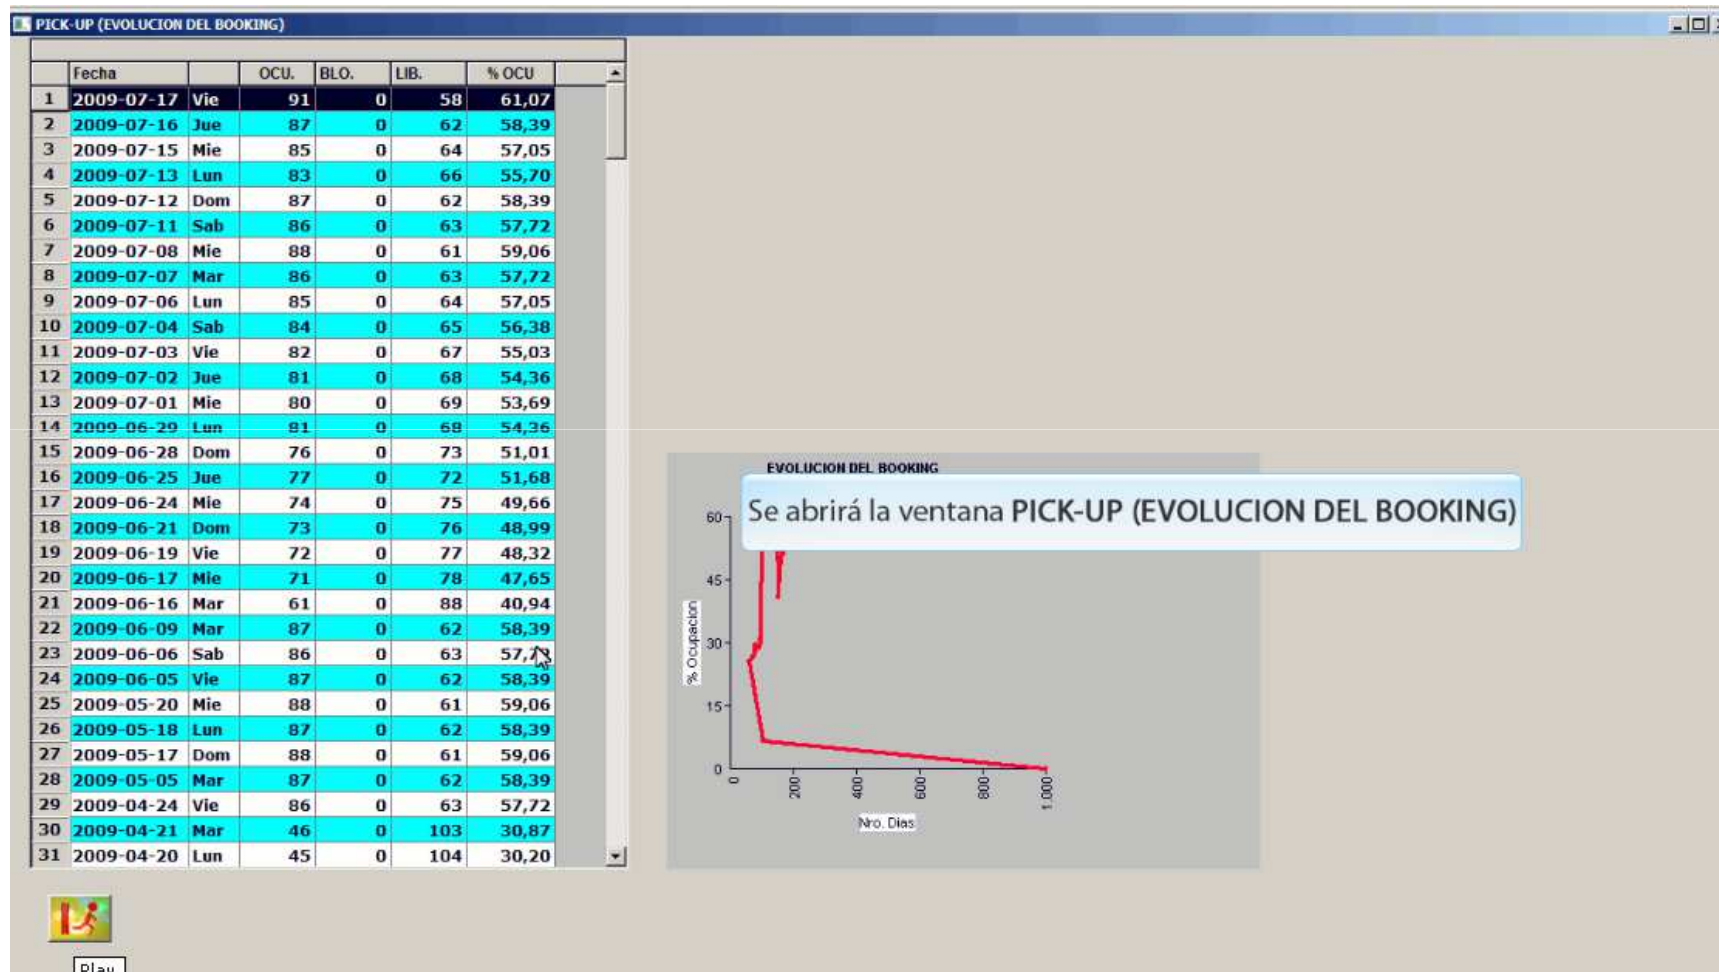 PICK-UP (EVOLUCION DEL BOOKING)
Fecha OCU. BLO. LIB. % OCU
1 2009-07-17 Vie 91 0 58 61,07
2 2009-07-16 Jue 87 0 62 58,39
3 2009-07-15 Mie 85 0 64 57,05
4 2009-07-13 Lun 83 0 66 55,70
5 2009-07-12 Dom 87 0 62 58,39
6 2009-07-11 Sab 86 0 63 57,72
7 2009-07-08 Mie 88 0 61 59,06
8 2009-07-07 Mar 86 0 63 57,72
9 2009-07-06 Lun 85 0 64 57,05
10 2009-07-04 Sab 84 0 65 56,38
11 2009-07-03 Vie 82 0 67 55,03
12 2009-07-02 Jue 81 0 68 54,36
13 2009-07-01 Mie 80 0 69 53,69
14 2009-06-29 Lun 81 0 68 54,36
15 2009-06-28 Dom 76 0 73 51,01
16 2009-06-25 Jue 77 0 72 51,68
17 2009-06-24 Mie 74 0 75 49,66
18 2009-06-21 Dom 73 0 76 48,99
19 2009-06-19 Vie 72 0 77 48,32
20 2009-06-17 Mie 71 0 78 47,65
21 2009-06-16 Mar 61 0 88 40,94
22 2009-06-09 Mar 87 0 62 58,39
23 2009-06-06 Sab 86 0 63
24 2009-06-05 Vie 87 0 62 58,39
25 2009-05-20 Mie 88 0 61 59,06
26 2009-05-18 Lun 87 0 62 58,39
27 2009-05-17 Dom 88 0 61 59,06
28 2009-05-05 Mar 87 0 62 58,39
29 2009-04-24 Vie 86 0 63 57,72
30 2009-04-21 Mar 46 0 103 30,87
31 2009-04-20 Lun 45 0 104 30,20
EVOLUCION DEL BOOKING
Se abrirá la ventana PICK-UP (EVOLUCION DEL BOOKING)
60
45
30
15
0
% Ocupacion
0 200 400 600 800 1.000
Nro. Dias
Play